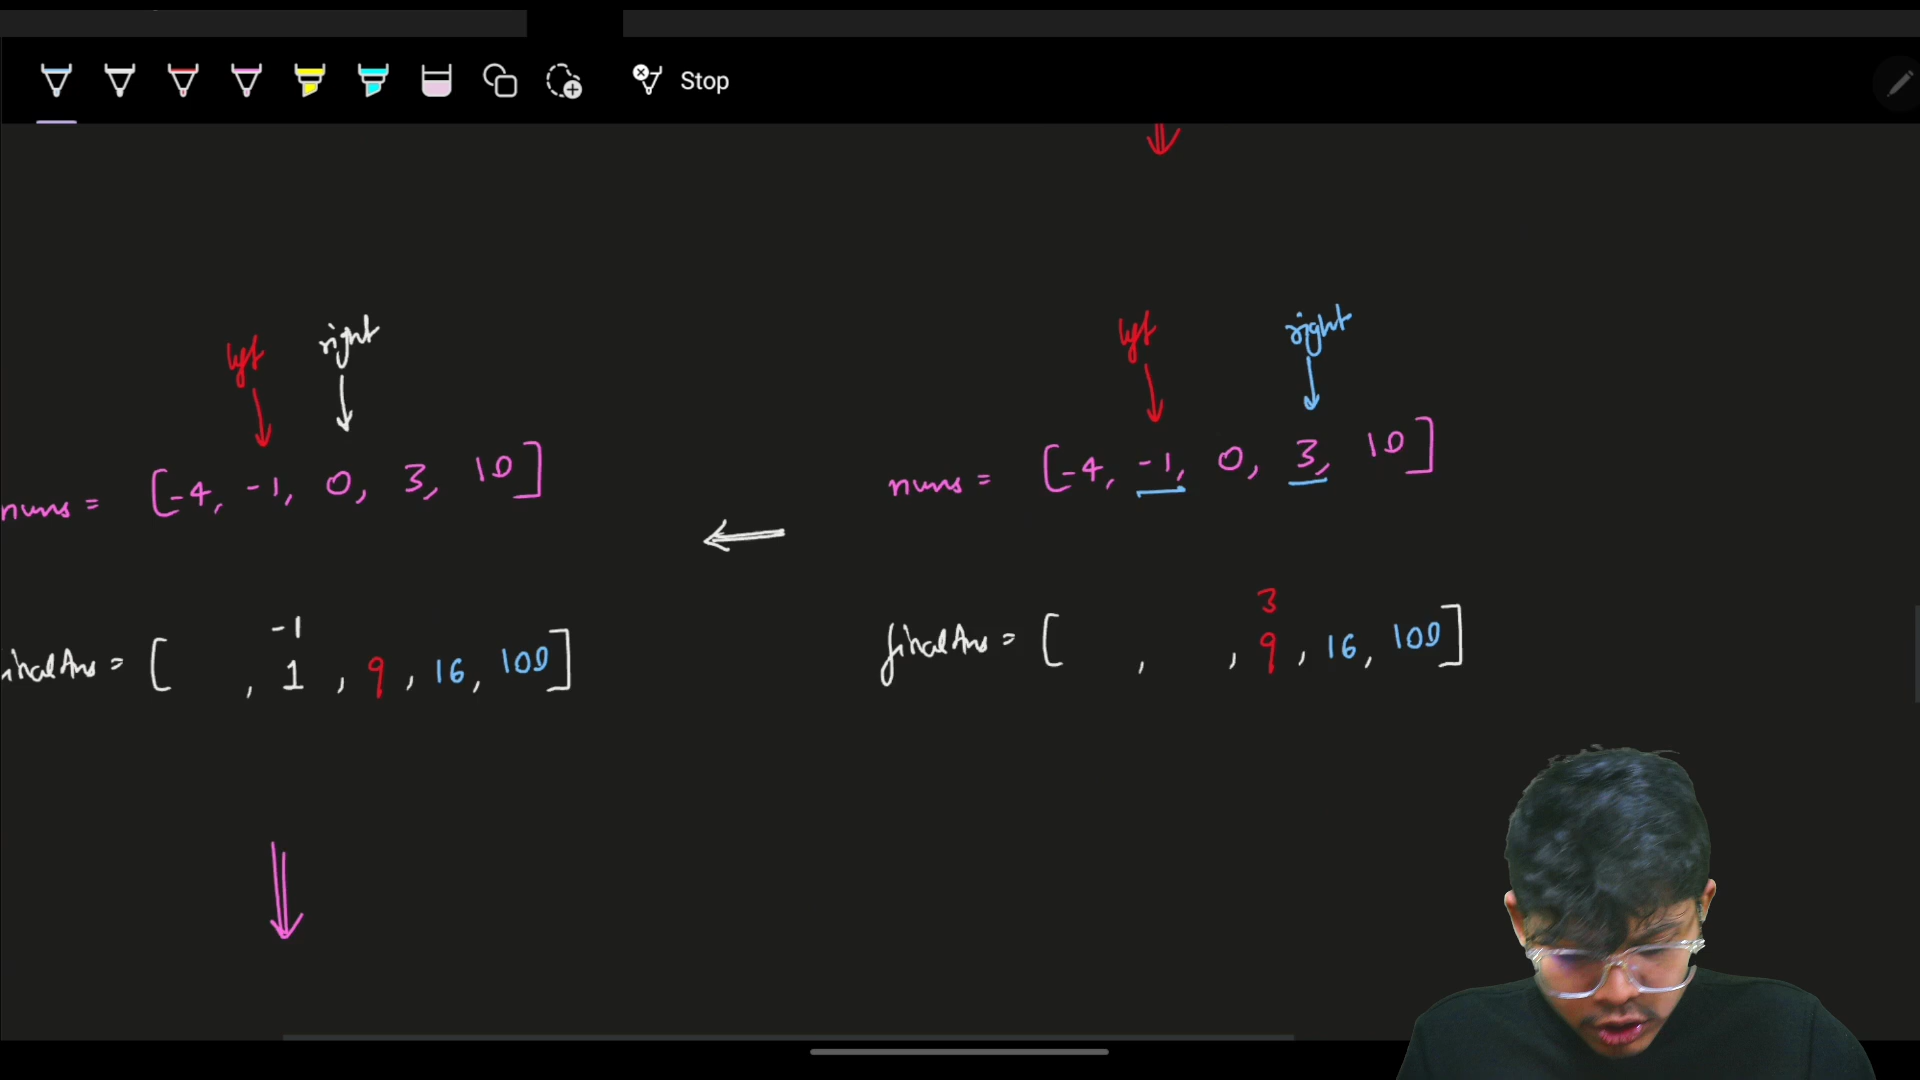 Stop
left right
nums = [-4, -1, 0, 3, 10]
-1
inalAns = [ , 1, 9, 16, 100]
left right
nums = [-4, -1, 0, 3, 10]
3
finalAns = [ , , 9, 16, 100]